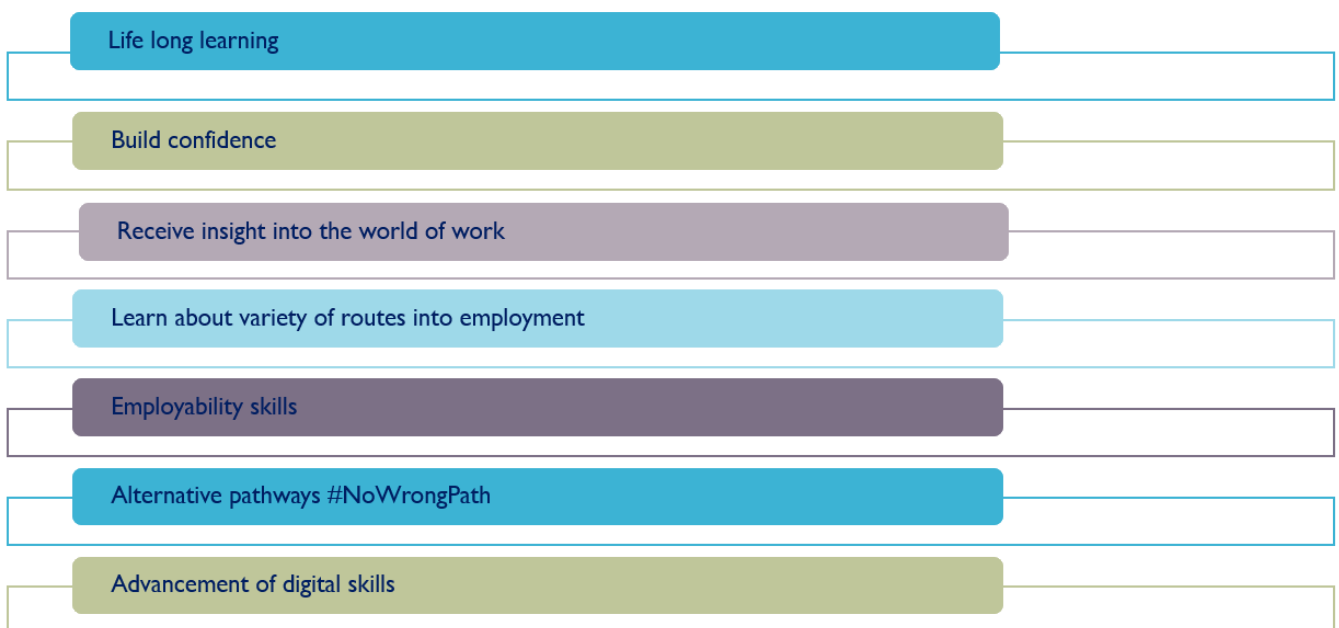 Life long learning
Build confidence
Receive insight into the world of work
Learn about variety of routes into employment
Employability skills
Alternative pathways #NoWrongPath
Advancement of digital skills